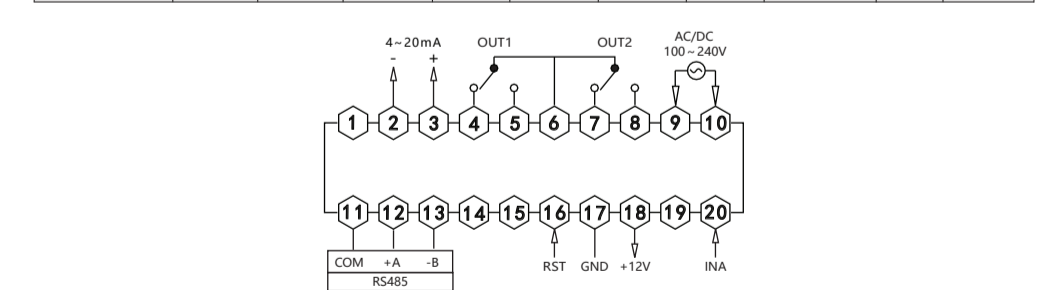 4~20mA OUT1 OUT2 AC/DC
100~240V
- +
1 2 3 4 5 6 7 8 9 10
11 12 13 14 15 16 17 18 19 20
COM +A -B RST GND +12V INA
RS485